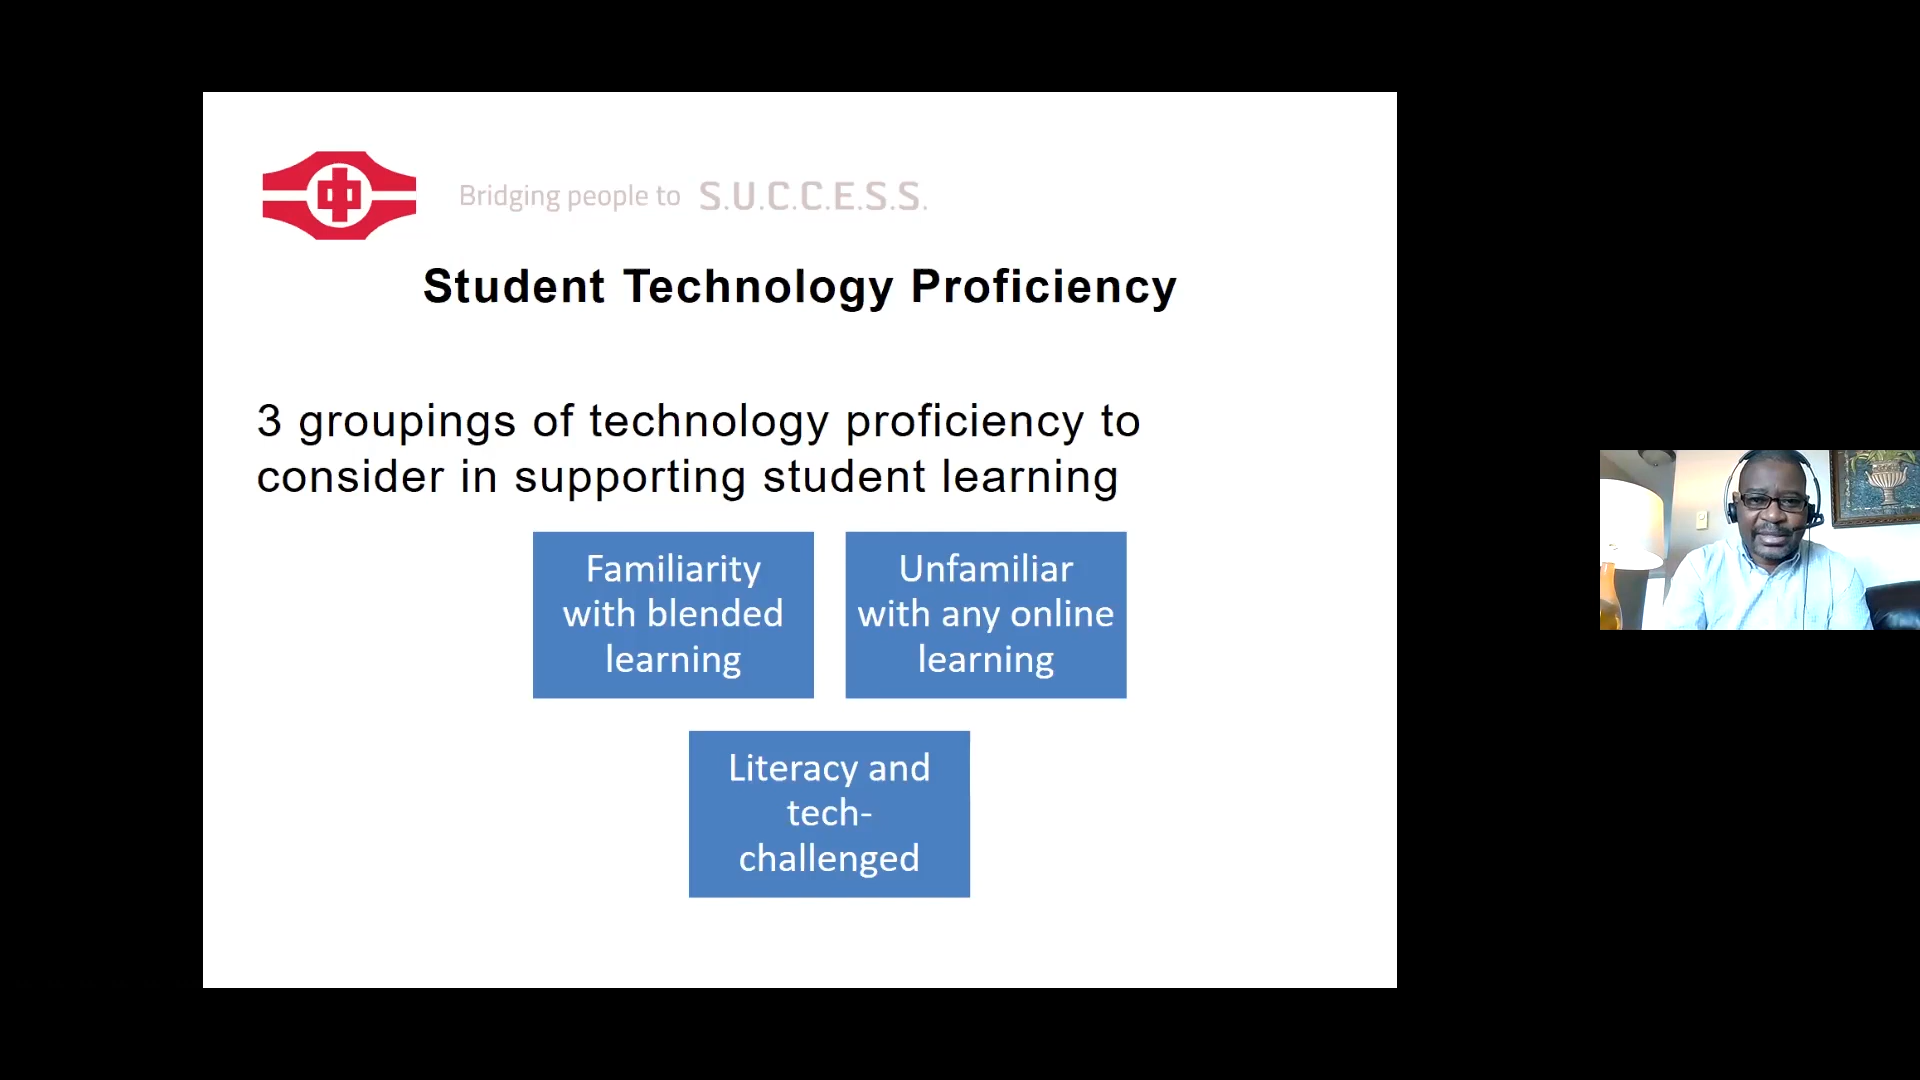 Bridging people to S.U.C.C.E.S.S.
Student Technology Proficiency
3 groupings of technology proficiency to
consider in supporting student learning
Familiarity
with blended
learning
Unfamiliar
with any online
learning
Literacy and
tech-
challenged